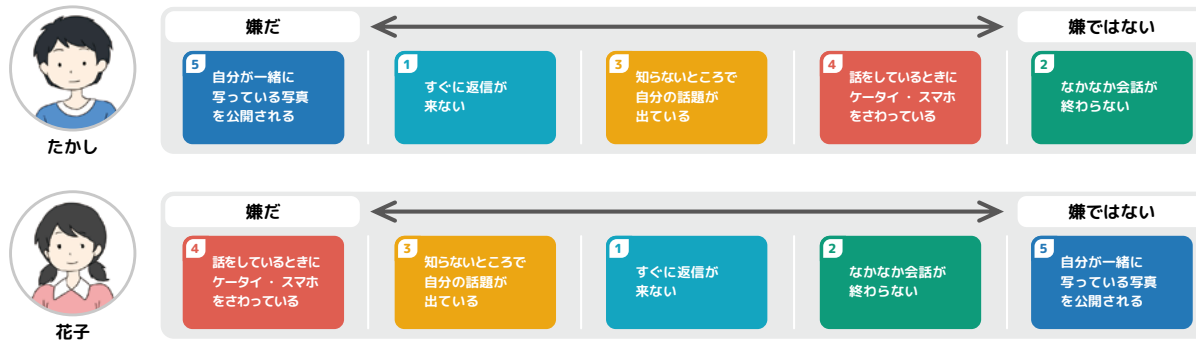 嫌だ
嫌ではない
5
自分が一緒に
写っている写真
を公開される
1
すぐに返信が
来ない
3
知らないところで
自分の話題が
出ている
4
話をしているときに
ケータイ・スマホ
をさわっている
2
なかなか会話が
終わらない
たかし
嫌だ
嫌ではない
4
話をしているときに
ケータイ・スマホ
をさわっている
3
知らないところで
自分の話題が
出ている
1
すぐに返信が
来ない
2
なかなか会話が
終わらない
5
自分が一緒に
写っている写真
を公開される
花子